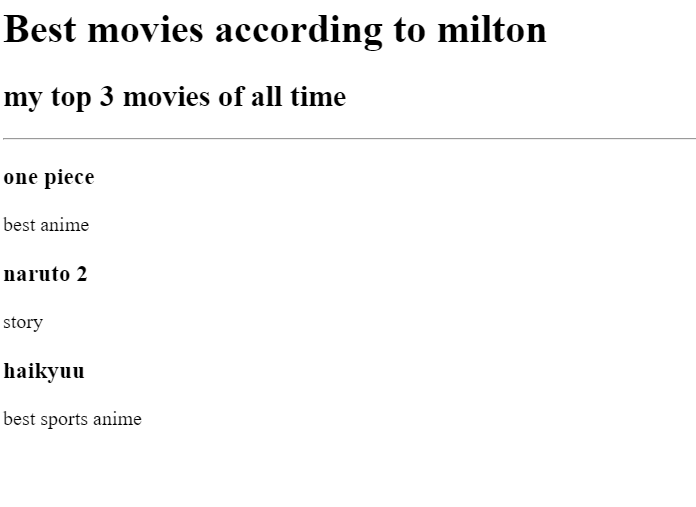 Best movies according to milton
my top 3 movies of all time
one piece
best anime
naruto 2
story
haikyuu
best sports anime